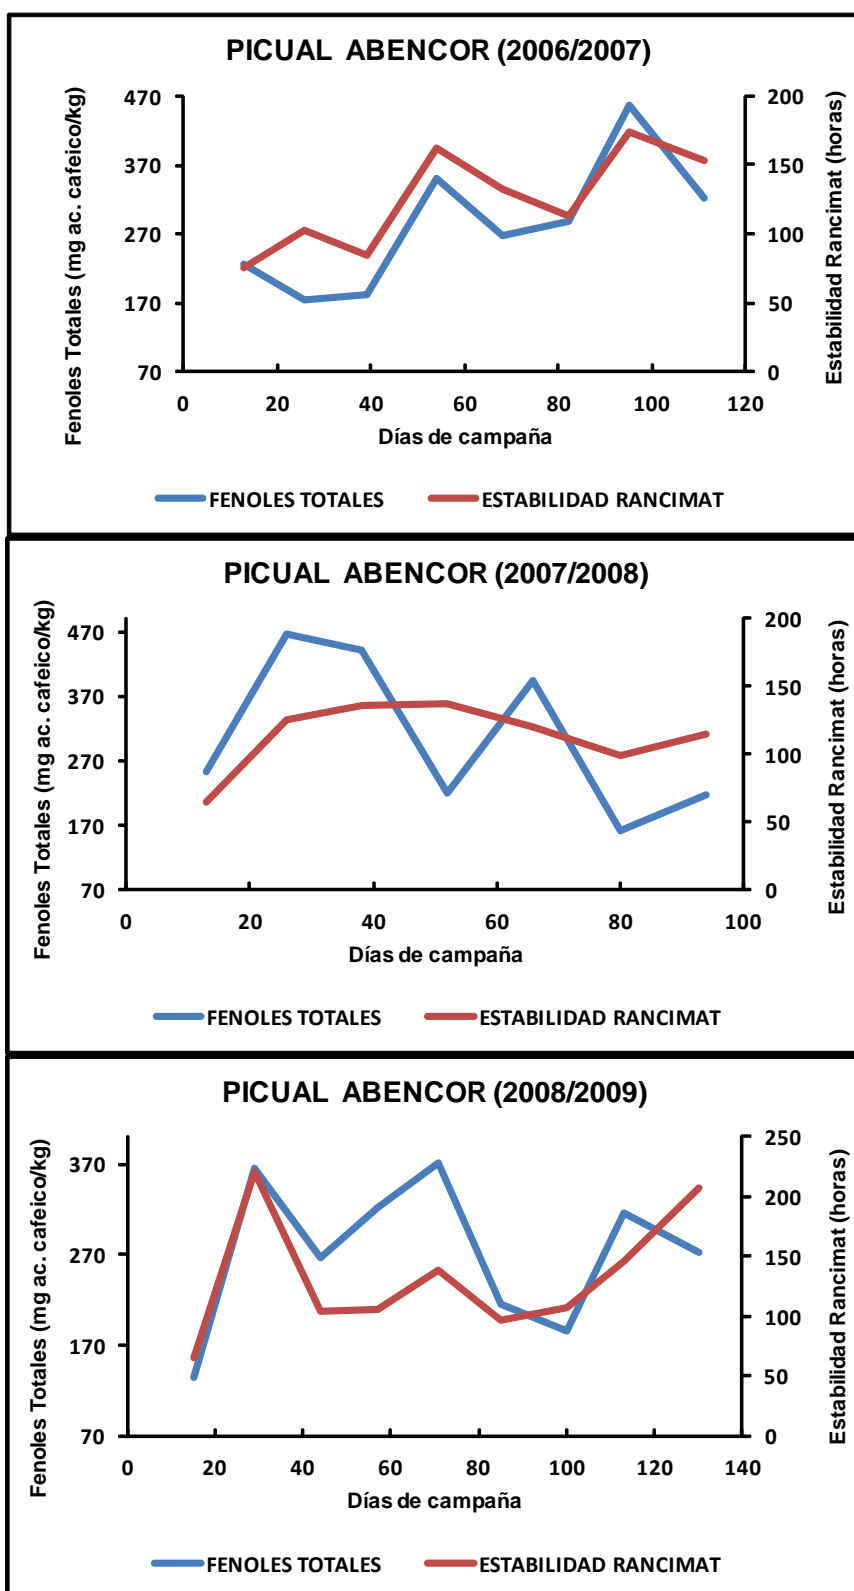 PICUAL ABENCOR (2006/2007)
Fenoles Totales (mg ac. cafeico/kg)
470
370
270
170
70
200
150
100
50
0
Estabilidad Rancimat (horas)
0 20 40 60 80 100 120
Días de campaña
FENOLES TOTALES ESTABILIDAD RANCIMAT
PICUAL ABENCOR (2007/2008)
Fenoles Totales (mg ac. cafeico/kg)
470
370
270
170
70
200
150
100
50
0
Estabilidad Rancimat (horas)
0 20 40 60 80 100
Días de campaña
FENOLES TOTALES ESTABILIDAD RANCIMAT
PICUAL ABENCOR (2008/2009)
Fenoles Totales (mg ac. cafeico/kg)
370
270
170
70
250
200
150
100
50
0
Estabilidad Rancimat (horas)
0 20 40 60 80 100 120 140
Días de campaña
FENOLES TOTALES ESTABILIDAD RANCIMAT